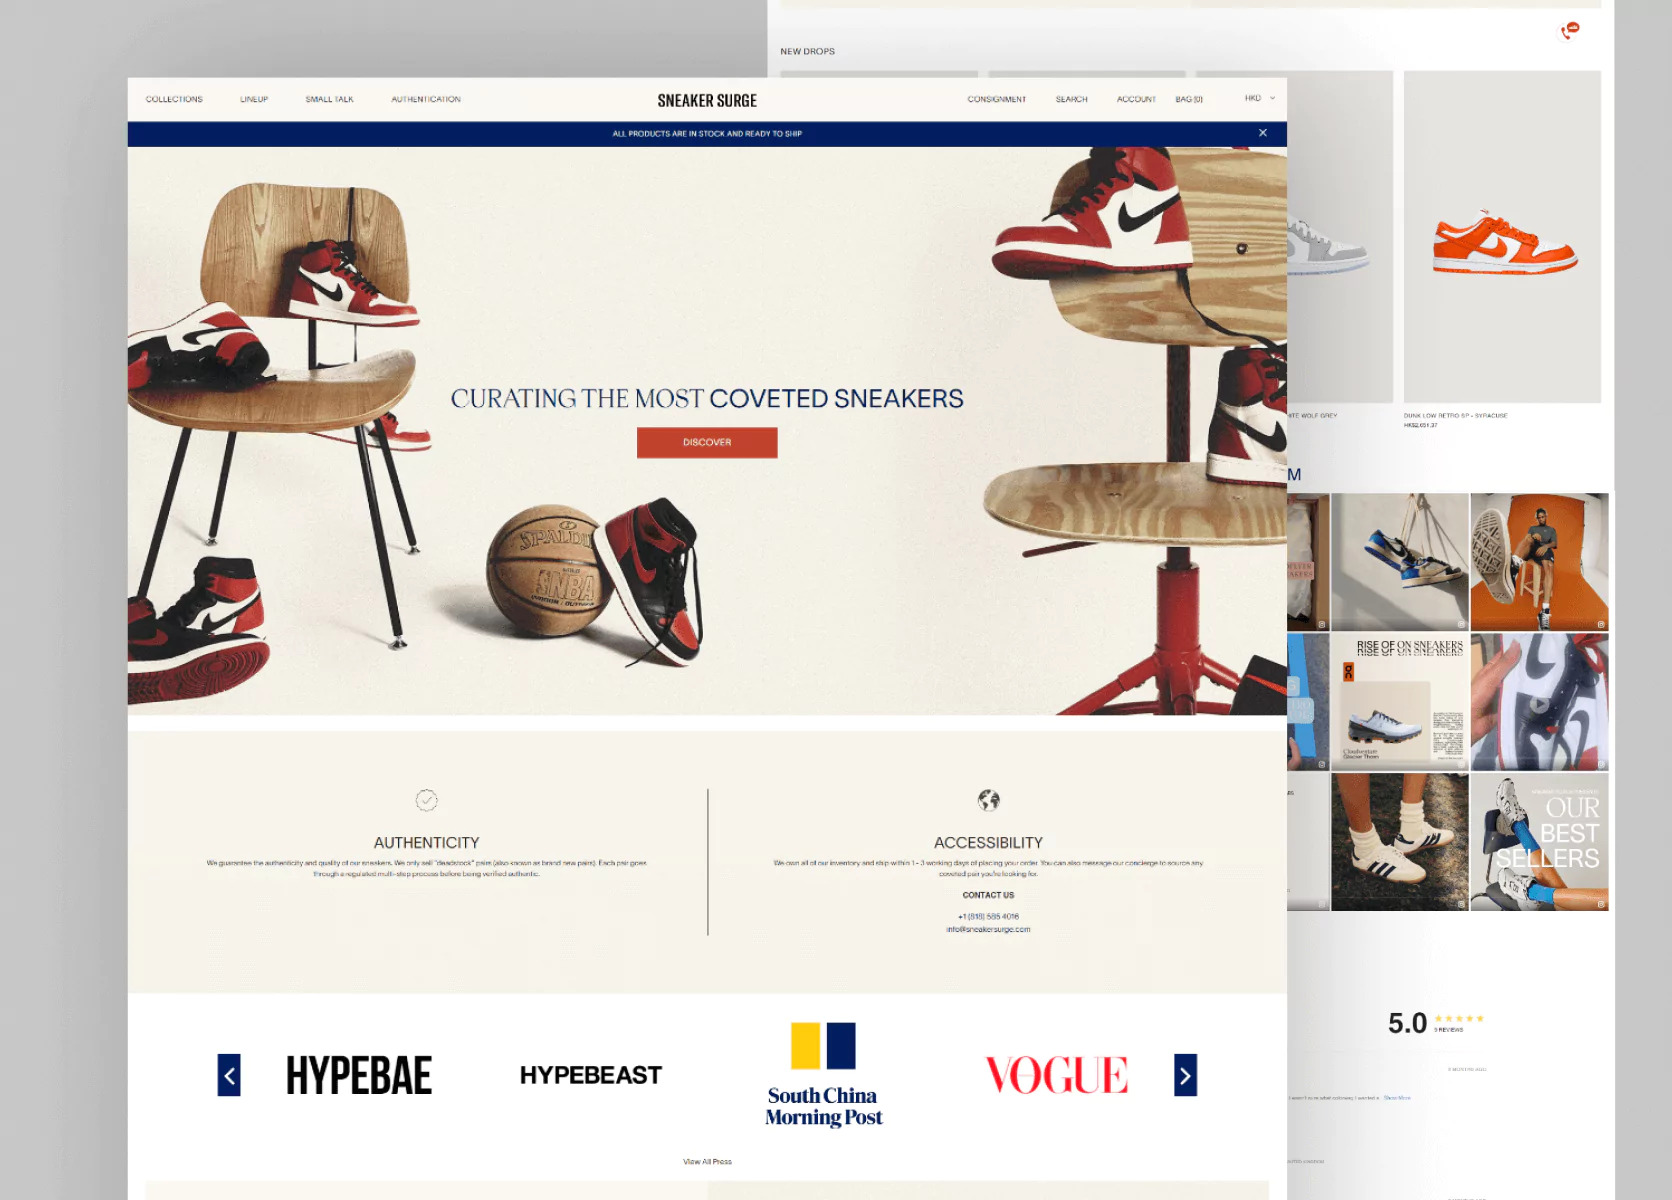 NEW DROPS
COLLECTIONS
LINEUP
SMALL TALK
AUTHENTICATION
SNEAKER SURGE
CONSIGNMENT
SEARCH
ACCOUNT
BAG (0)
HKD
ALL PRODUCTS ARE IN STOCK AND READY TO SHIP
CURATING THE MOST COVETED SNEAKERS
DISCOVER
SPALDING
NBA
AUTHENTICITY
We guarantee the authenticity and quality of our sneakers. We only sell "deadstock" pairs (also known as brand new pairs). Each pair goes
through a regulated multi-step process before being verified authentic.
ACCESSIBILITY
We own all of our inventory and ship within 1 - 3 working days of placing your order. You can also message our concierge to source any
coveted pair you're looking for.
CONTACT US
+1 (818) 585 4016
info@sneakersurge.com
HYPEBAE
HYPEBEAST
South China
Morning Post
VOGUE
View All Press
WOLF GREY
DUNK LOW RETRO SP - SYRACUSE
M
RISE OF ON SNEAKERS
OUR
BEST
SELLERS
5.0
9 REVIEWS
Show More